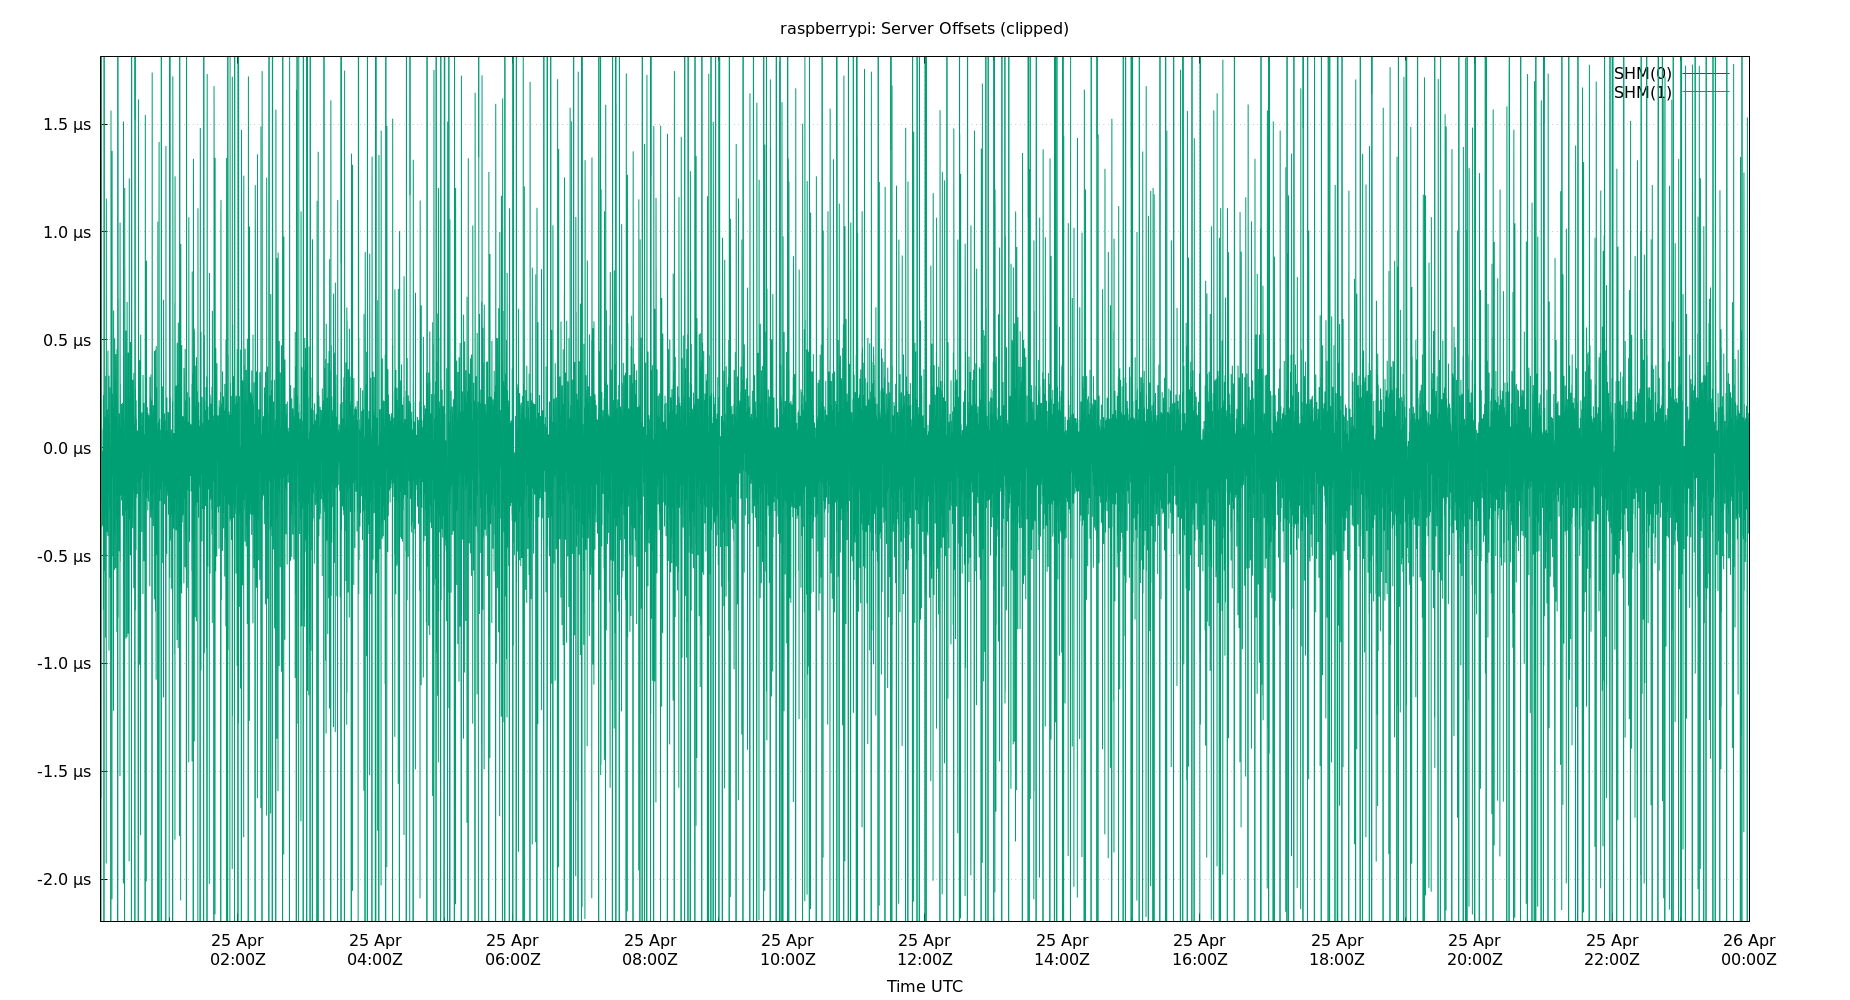 raspberrypi: Server Offsets (clipped)
SHM(0)
SHM(1)
1.5 µs
1.0 µs
0.5 µs
0.0 µs
-0.5 µs
-1.0 µs
-1.5 µs
-2.0 µs
25 Apr 25 Apr 25 Apr 25 Apr 25 Apr 25 Apr 25 Apr 25 Apr 25 Apr 25 Apr 25 Apr 26 Apr
02:00Z 04:00Z 06:00Z 08:00Z 10:00Z 12:00Z 14:00Z 16:00Z 18:00Z 20:00Z 22:00Z 00:00Z
Time UTC